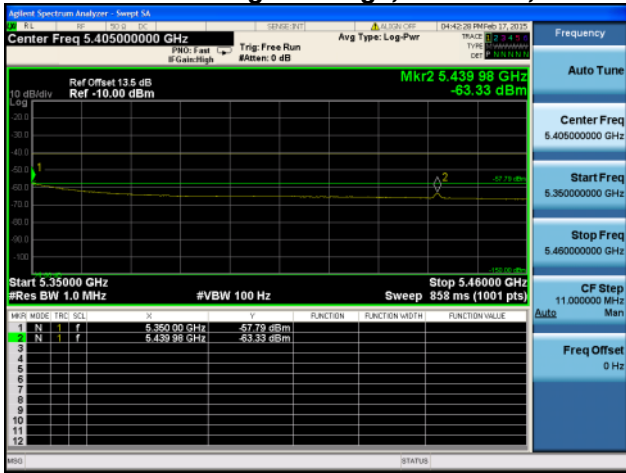 Agilent Spectrum Analyzer - Swept SA
RL RF 50 Ω DC SENSE:INT ALIGN OFF 04:42:28 PM Feb 17, 2015
Center Freq 5.405000000 GHz
PNO: Fast
IFGain:High
Trig: Free Run
#Atten: 0 dB
Avg Type: Log-Pwr
TRACE 1 2 3 4 5 6
TYPE
DET P N N N N N
Frequency
Auto Tune
Center Freq
5.405000000 GHz
Start Freq
5.350000000 GHz
Stop Freq
5.460000000 GHz
CF Step
11.000000 MHz
Auto Man
Freq Offset
0 Hz
Mkr2 5.439 98 GHz
-63.33 dBm
Ref Offset 13.5 dB
10 dB/div Ref -10.00 dBm
Log
-20.0
-30.0
-40.0
-50.0
-60.0
-70.0
-80.0
-90.0
-100
1
2
-57.79 dBm
Start 5.35000 GHz Stop 5.46000 GHz
#Res BW 1.0 MHz #VBW 100 Hz Sweep 858 ms (1001 pts)
MKR MODE TRC SCL X Y FUNCTION FUNCTION WIDTH FUNCTION VALUE
1 N 1 f 5.350 00 GHz -57.79 dBm
2 N 1 f 5.439 98 GHz -63.33 dBm
3
4
5
6
7
8
9
10
11
12
MSG STATUS